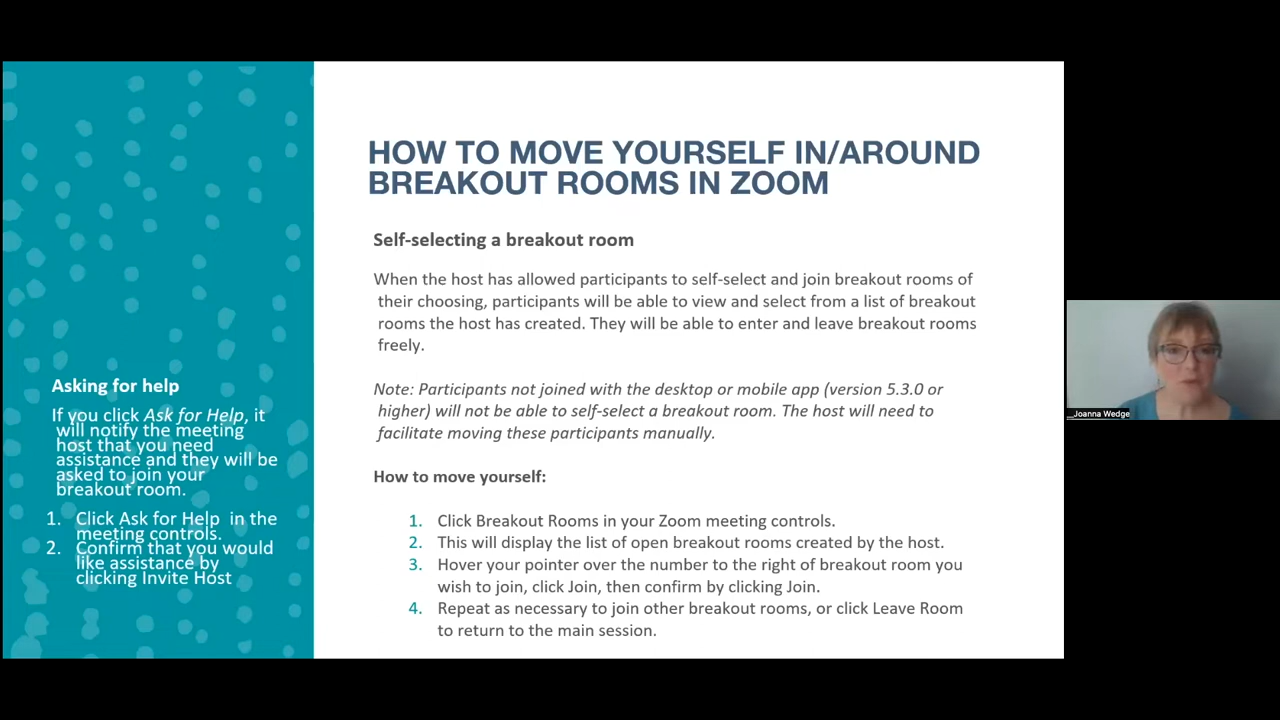 HOW TO MOVE YOURSELF IN/AROUND
BREAKOUT ROOMS IN ZOOM
Self-selecting a breakout room
When the host has allowed participants to self-select and join breakout rooms of
their choosing, participants will be able to view and select from a list of breakout
rooms the host has created. They will be able to enter and leave breakout rooms
freely.
Note: Participants not joined with the desktop or mobile app (version 5.3.0 or
higher) will not be able to self-select a breakout room. The host will need to
facilitate moving these participants manually.
How to move yourself:
1. Click Breakout Rooms in your Zoom meeting controls.
2. This will display the list of open breakout rooms created by the host.
3. Hover your pointer over the number to the right of breakout room you
wish to join, click Join, then confirm by clicking Join.
4. Repeat as necessary to join other breakout rooms, or click Leave Room
to return to the main session.
Asking for help
If you click Ask for Help, it
will notify the meeting
host that you need
assistance and they will be
asked to join your
breakout room.
1. Click Ask for Help in the
meeting controls.
2. Confirm that you would
like assistance by
clicking Invite Host
__Joanna Wedge